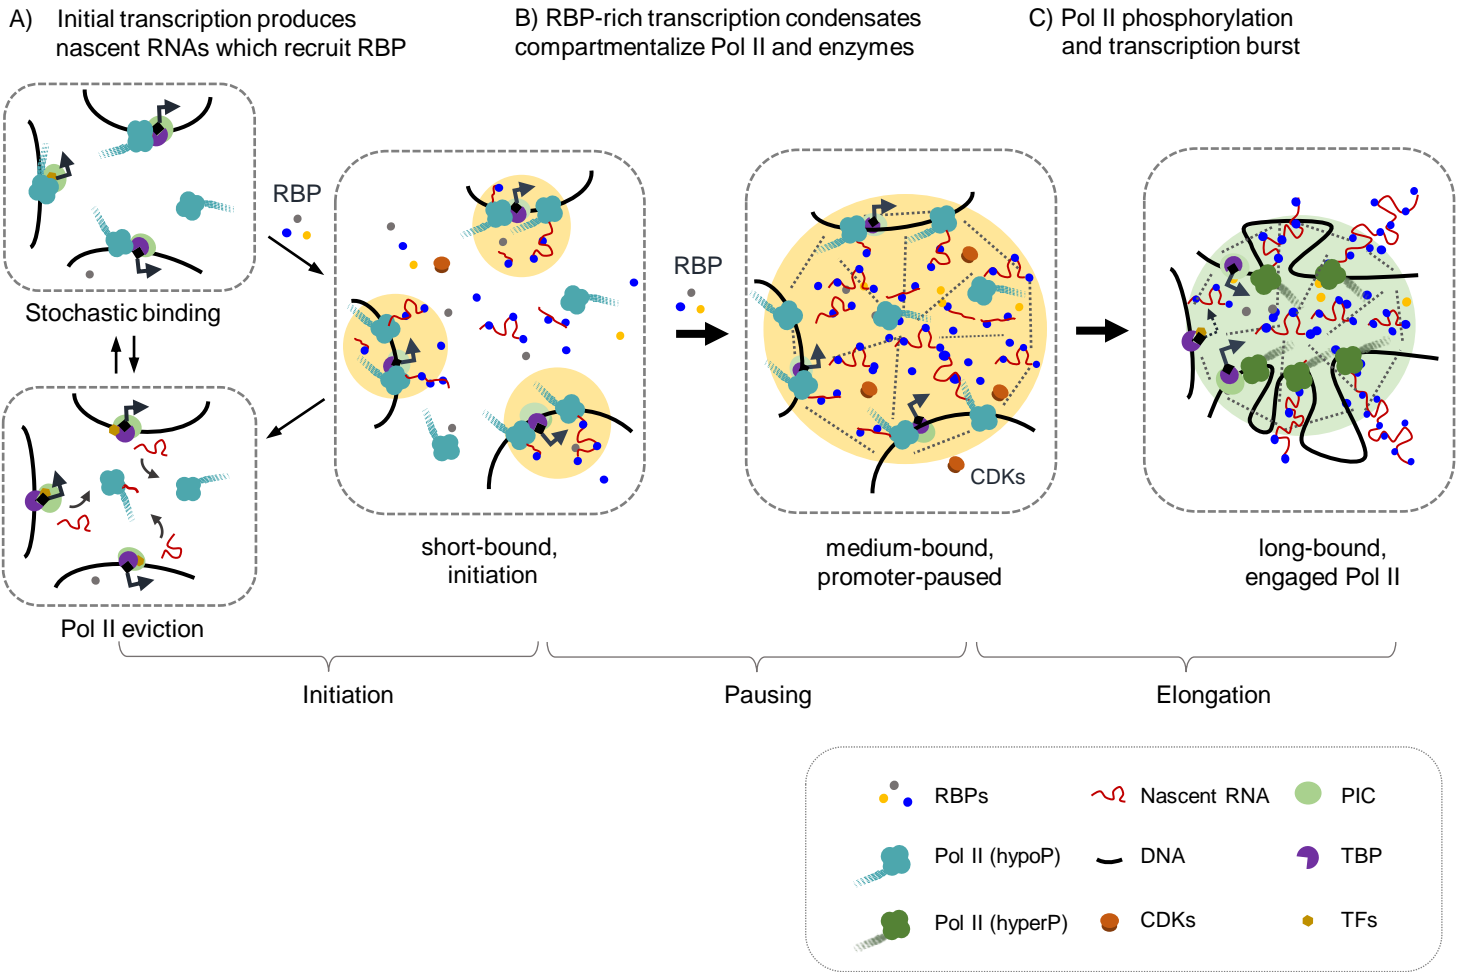 A) Initial transcription produces
nascent RNAs which recruit RBP
B) RBP-rich transcription condensates
compartmentalize Pol II and enzymes
C) Pol II phosphorylation
and transcription burst
RBP
RBP
Stochastic binding
CDKs
short-bound,
initiation
medium-bound,
promoter-paused
long-bound,
engaged Pol II
Pol II eviction
Initiation
Pausing
Elongation
RBPs
Nascent RNA
PIC
Pol II (hypoP)
DNA
TBP
Pol II (hyperP)
CDKs
TFs